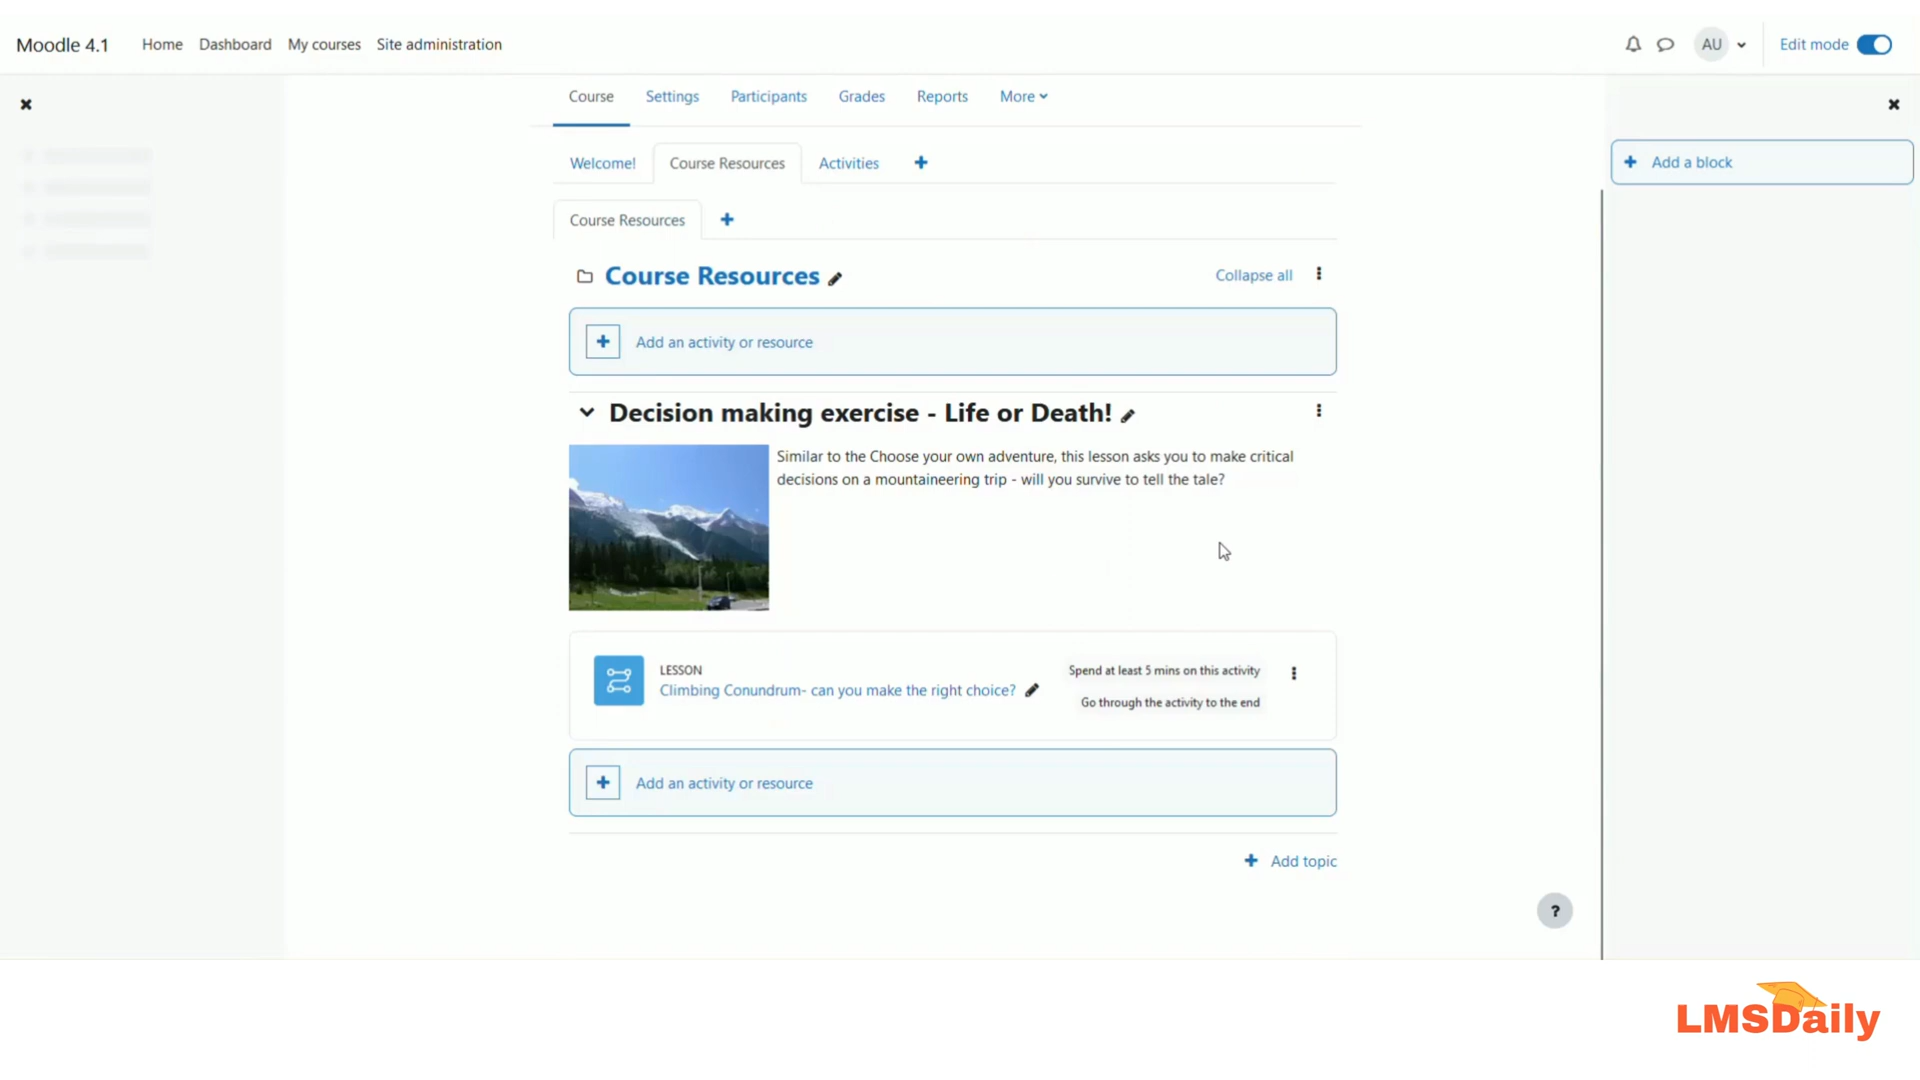 Moodle 4.1 Home Dashboard My courses Site administration AU Edit mode
Course Settings Participants Grades Reports More
Welcome! Course Resources Activities +
+ Add a block
Course Resources +
Course Resources Collapse all
+ Add an activity or resource
Decision making exercise - Life or Death!
Similar to the Choose your own adventure, this lesson asks you to make critical
decisions on a mountaineering trip - will you survive to tell the tale?
LESSON
Climbing Conundrum- can you make the right choice?
Spend at least 5 mins on this activity
Go through the activity to the end
+ Add an activity or resource
+ Add topic
?
LMSDaily